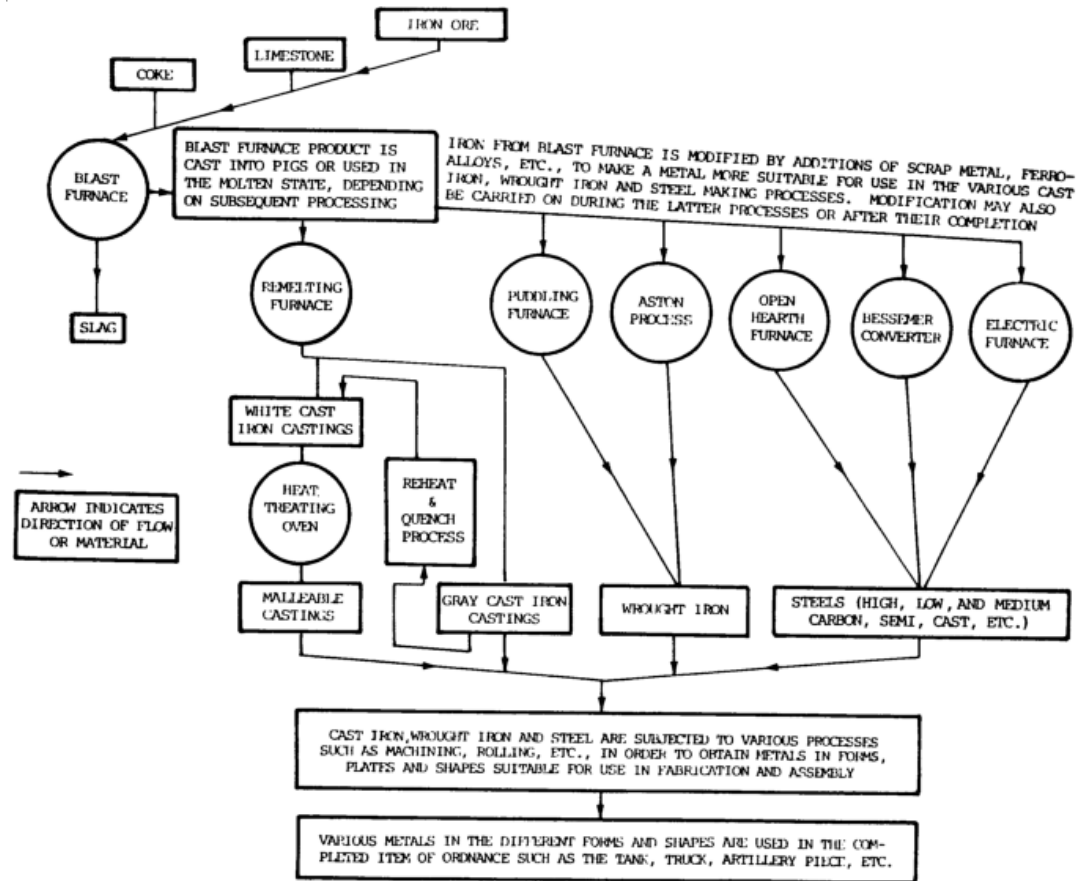 IRON ORE
LIMESTONE
COKE
BLAST
FURNACE
BLAST FURNACE PRODUCT IS
CAST INTO PIGS OR USED IN
THE MOLTEN STATE, DEPENDING
ON SUBSEQUENT PROCESSING
IRON FROM BLAST FURNACE IS MODIFIED BY ADDITIONS OF SCRAP METAL, FERRO-
ALLOYS, ETC., TO MAKE A METAL MORE SUITABLE FOR USE IN THE VARIOUS CAST
IRON, WROUGHT IRON AND STEEL MAKING PROCESSES. MODIFICATION MAY ALSO
BE CARRIED ON DURING THE LATTER PROCESSES OR AFTER THEIR COMPLETION
SLAG
REMELTING
FURNACE
PUDDLING
FURNACE
ASTON
PROCESS
OPEN
HEARTH
FURNACE
BESSEMER
CONVERTER
ELECTRIC
FURNACE
WHITE CAST
IRON CASTINGS
HEAT
TREATING
OVEN
REHEAT
&
QUENCH
PROCESS
ARROW INDICATES
DIRECTION OF FLOW
OR MATERIAL
MALLEABLE
CASTINGS
GRAY CAST IRON
CASTINGS
WROUGHT IRON
STEELS (HIGH, LOW, AND MEDIUM
CARBON, SEMI, CAST, ETC.)
CAST IRON, WROUGHT IRON AND STEEL ARE SUBJECTED TO VARIOUS PROCESSES
SUCH AS MACHINING, ROLLING, ETC., IN ORDER TO OBTAIN METALS IN FORMS,
PLATES AND SHAPES SUITABLE FOR USE IN FABRICATION AND ASSEMBLY
VARIOUS METALS IN THE DIFFERENT FORMS AND SHAPES ARE USED IN THE COM-
PLETED ITEM OF ORDNANCE SUCH AS THE TANK, TRUCK, ARTILLERY PIECE, ETC.